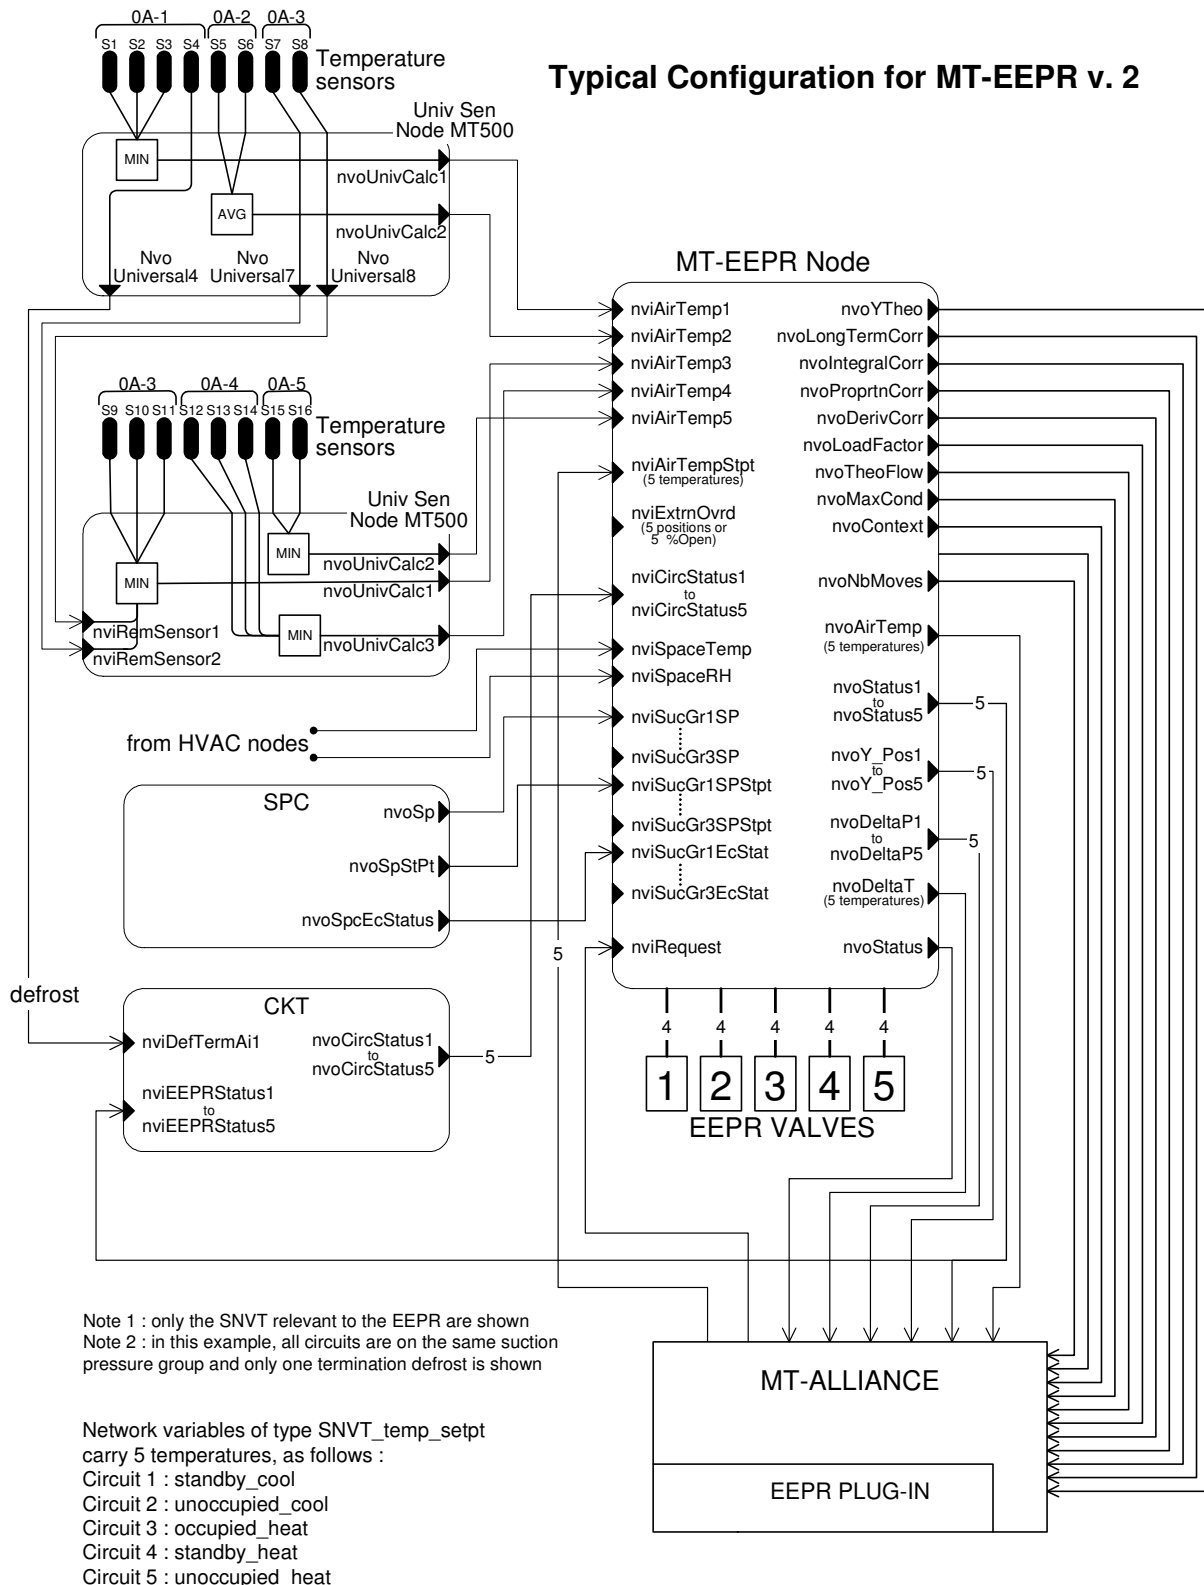 Typical Configuration for MT-EEPR v. 2
0A-1
0A-2
0A-3
S1 S2 S3 S4 S5 S6 S7 S8
Temperature
sensors
Univ Sen
Node MT500
MIN
nvoUnivCalc1
AVG
nvoUnivCalc2
Nvo
Universal4
Nvo
Universal7
Nvo
Universal8
0A-3
0A-4
0A-5
S9 S10 S11 S12 S13 S14 S15 S16
Temperature
sensors
Univ Sen
Node MT500
MIN
nvoUnivCalc2
MIN
nvoUnivCalc1
nviRemSensor1
MIN
nvoUnivCalc3
nviRemSensor2
from HVAC nodes
SPC
nvoSp
nvoSpStPt
nvoSpcEcStatus
defrost
CKT
nviDefTermAi1
nviEEPRStatus1
to
nviEEPRStatus5
nvoCircStatus1
to
nvoCircStatus5
5
5
MT-EEPR Node
nviAirTemp1
nviAirTemp2
nviAirTemp3
nviAirTemp4
nviAirTemp5
nviAirTempStpt
(5 temperatures)
nviExtrnOvrd
(5 positions or
5 %Open)
nviCircStatus1
to
nviCircStatus5
nviSpaceTemp
nviSpaceRH
nviSucGr1SP
nviSucGr3SP
nviSucGr1SPStpt
nviSucGr3SPStpt
nviSucGr1EcStat
nviSucGr3EcStat
nviRequest
nvoYTheo
nvoLongTermCorr
nvoIntegralCorr
nvoProprtnCorr
nvoDerivCorr
nvoLoadFactor
nvoTheoFlow
nvoMaxCond
nvoContext
nvoNbMoves
nvoAirTemp
(5 temperatures)
nvoStatus1
to
nvoStatus5
5
nvoY_Pos1
to
nvoY_Pos5
5
nvoDeltaP1
to
nvoDeltaP5
5
nvoDeltaT
(5 temperatures)
nvoStatus
4 4 4 4 4
1 2 3 4 5
EEPR VALVES
MT-ALLIANCE
EEPR PLUG-IN
Note 1 : only the SNVT relevant to the EEPR are shown
Note 2 : in this example, all circuits are on the same suction
pressure group and only one termination defrost is shown
Network variables of type SNVT_temp_setpt
carry 5 temperatures, as follows :
Circuit 1 : standby_cool
Circuit 2 : unoccupied_cool
Circuit 3 : occupied_heat
Circuit 4 : standby_heat
Circuit 5 : unoccupied_heat